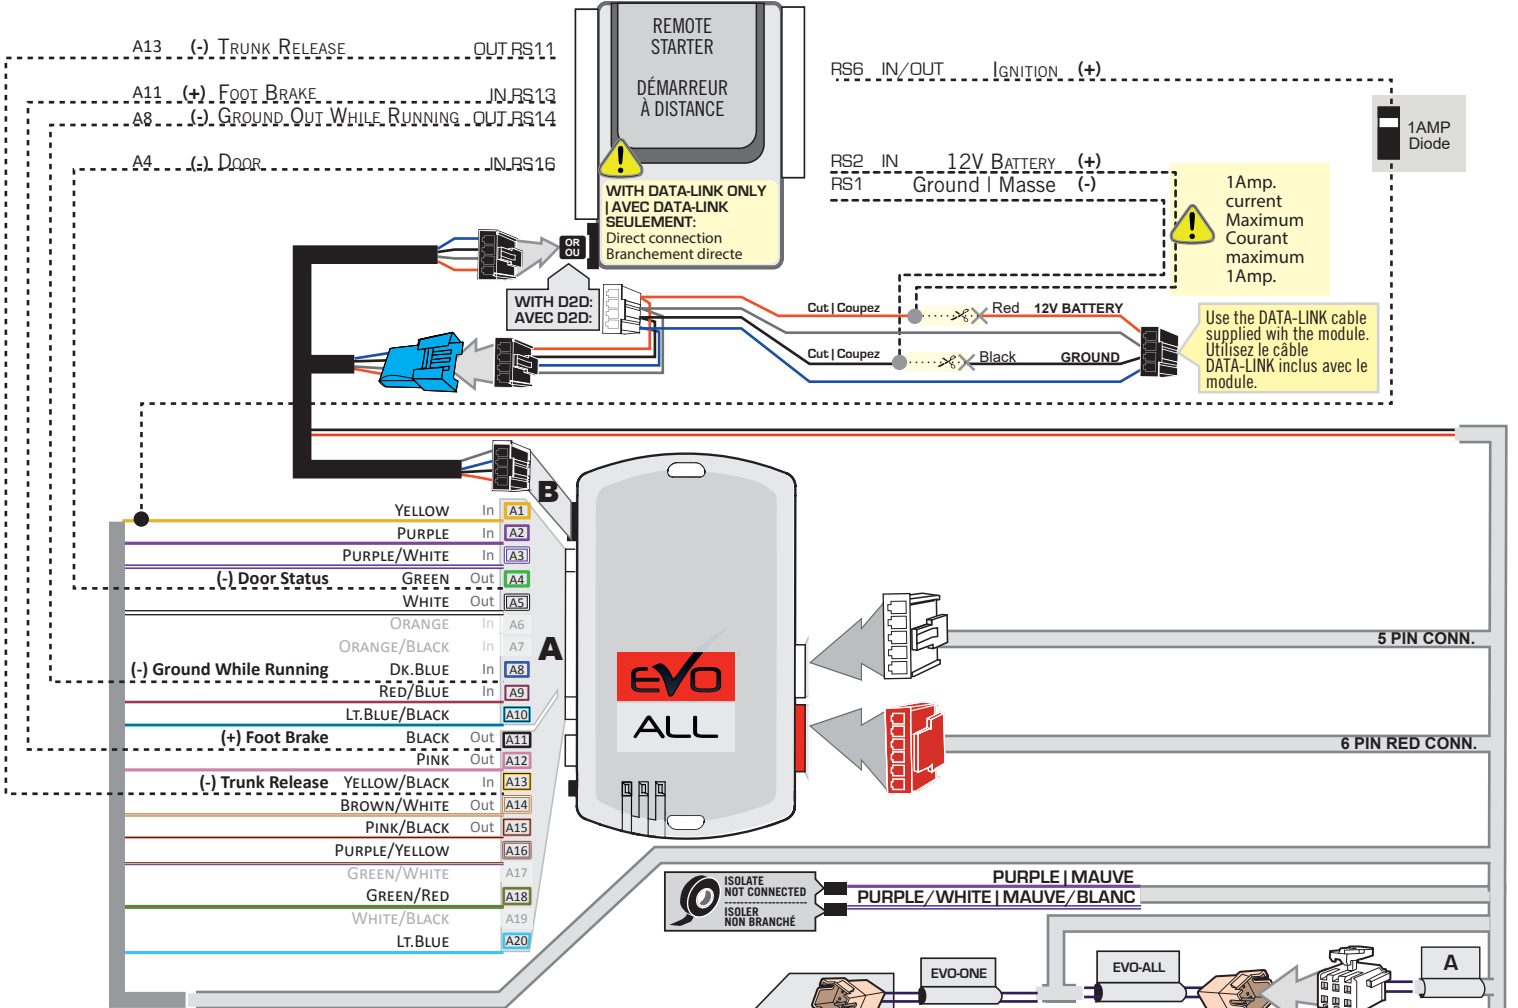 A13 (-) TRUNK RELEASE OUT RS11
A11 (+) FOOT BRAKE IN RS13
A8 (-) GROUND OUT WHILE RUNNING OUT RS14
A4 (-) DOOR IN RS16
REMOTE
STARTER
DÉMARREUR
À DISTANCE
WITH DATA-LINK ONLY
| AVEC DATA-LINK
SEULEMENT:
Direct connection
Branchement directe
RS6 IN/OUT IGNITION (+)
1AMP
Diode
RS2 IN 12V BATTERY (+)
RS1 Ground | Masse (-)
1Amp.
current
Maximum
Courant
maximum
1Amp.
OR
OU
WITH D2D:
AVEC D2D:
Cut | Coupez Red 12V BATTERY
Cut | Coupez Black GROUND
Use the DATA-LINK cable
supplied wih the module.
Utilisez le câble
DATA-LINK inclus avec le
module.
B
A
YELLOW In A1
PURPLE In A2
PURPLE/WHITE In A3
(-) Door Status GREEN Out A4
WHITE Out A5
ORANGE In A6
ORANGE/BLACK In A7
(-) Ground While Running DK.BLUE In A8
RED/BLUE In A9
LT.BLUE/BLACK A10
(+) Foot Brake BLACK Out A11
PINK Out A12
(-) Trunk Release YELLOW/BLACK In A13
BROWN/WHITE Out A14
PINK/BLACK Out A15
PURPLE/YELLOW A16
GREEN/WHITE A17
GREEN/RED A18
WHITE/BLACK A19
LT.BLUE A20
EVO
ALL
5 PIN CONN.
6 PIN RED CONN.
ISOLATE
NOT CONNECTED
ISOLER
NON BRANCHÉ
PURPLE | MAUVE
PURPLE/WHITE | MAUVE/BLANC
EVO-ONE
EVO-ALL
A